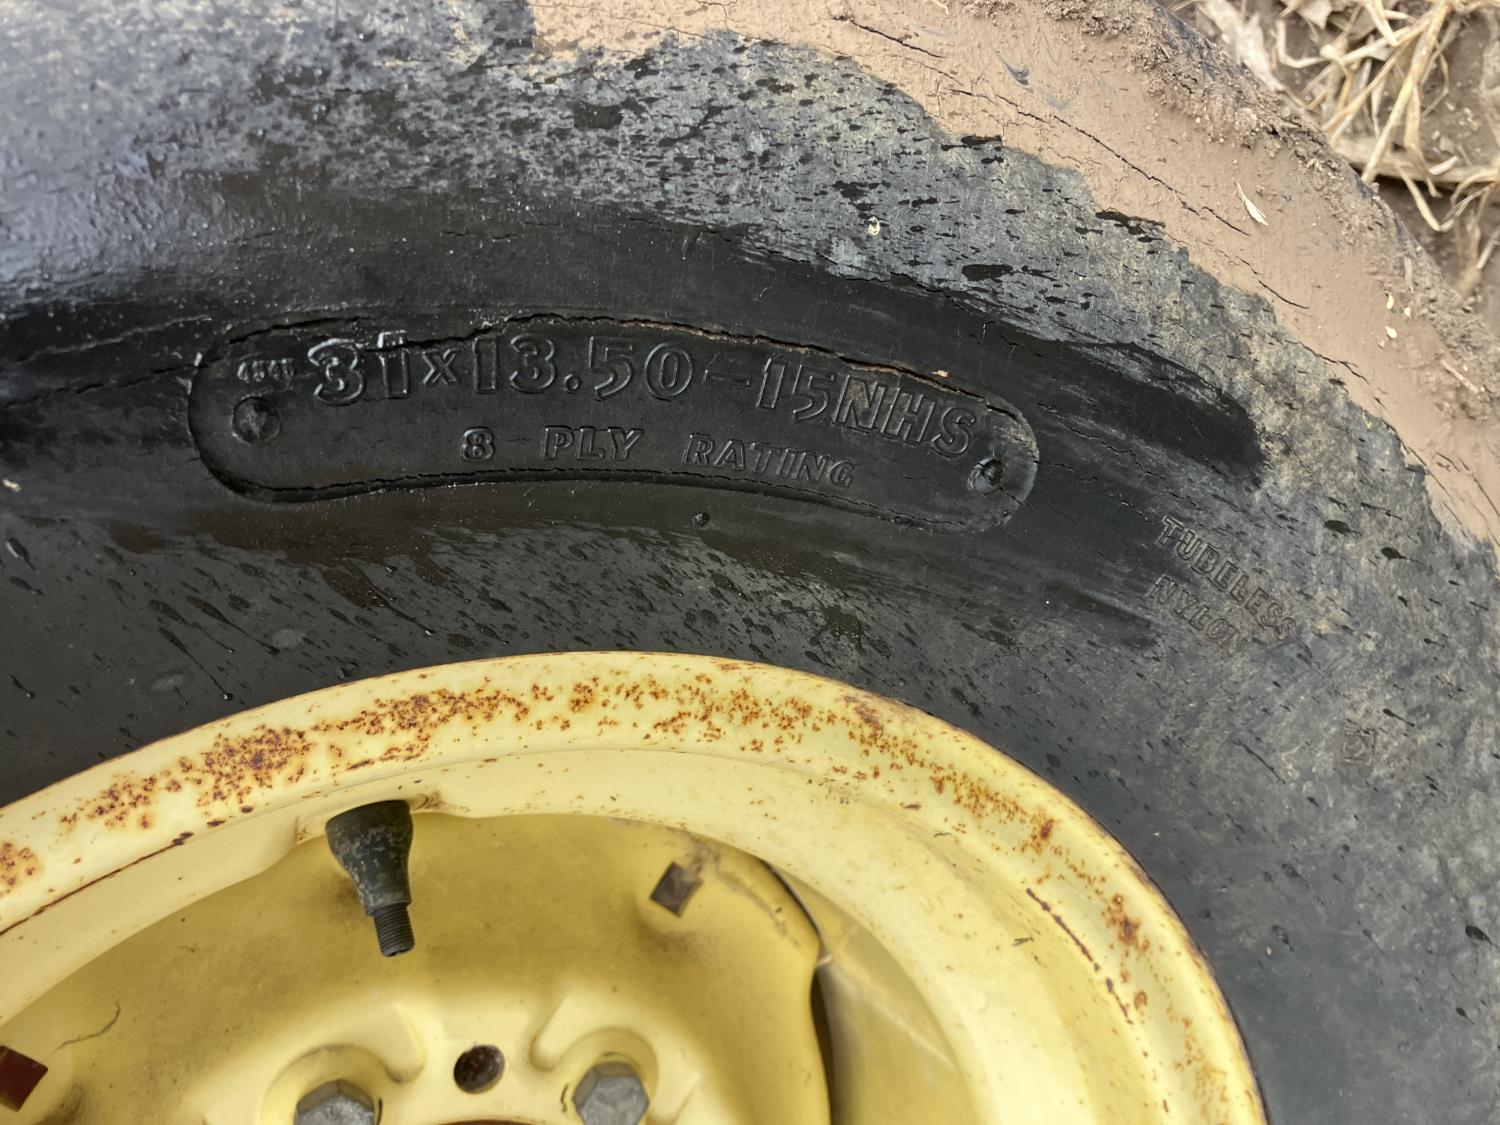 31x13.50-15NHS
8 PLY RATING
TUBELESS
NYLON